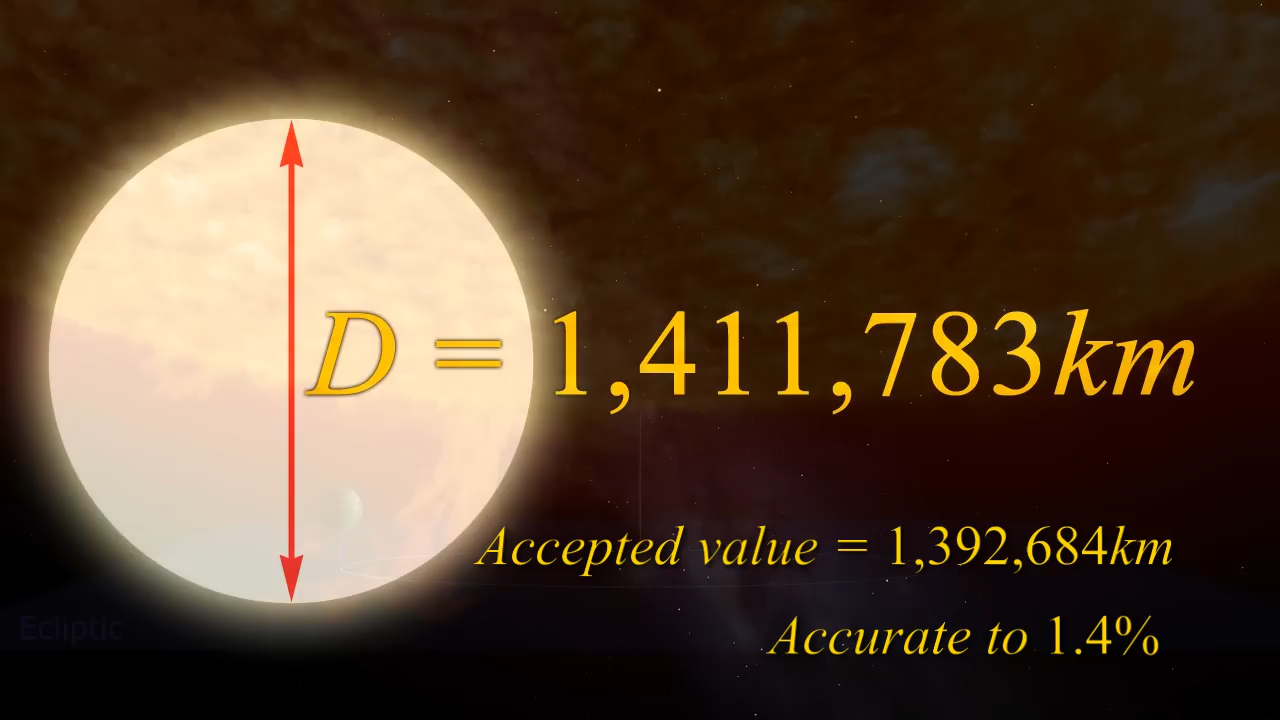 D = 1,411,783km
Accepted value = 1,392,684km
Accurate to 1.4%
Ecliptic